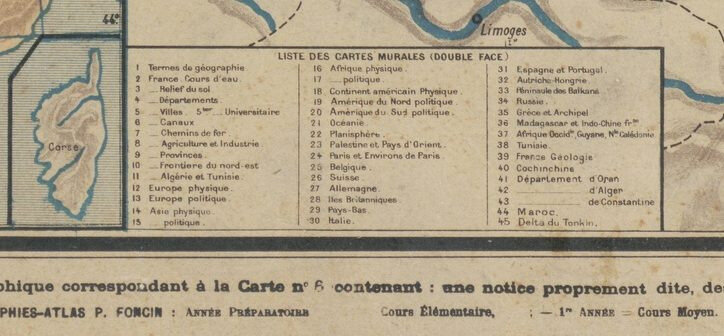 44°
Limoges
Corse
LISTE DES CARTES MURALES (DOUBLE FACE)
1 Termes de géographie
2 France. Cours d'eau.
3 _ Relief du sol
4 _ Départements.
5 _ Villes 5bre _ Universitaire
6 _ Canaux
7 _ Chemins de fer
8 _ Agriculture et Industrie
9 _ Provinces.
10 _ Frontière du nord-est
11 _ Algérie et Tunisie.
12 Europe physique.
13 Europe politique.
14 Asie physique.
15 _ politique.
16 Afrique physique.
17 _ politique.
18 Continent américain Physique
19 Amérique du Nord politique.
20 Amérique du Sud politique.
21 Océanie.
22 Planisphère.
23 Palestine et Pays d'Orient.
24 Paris et Environs de Paris.
25 Belgique.
26 Suisse.
27 Allemagne.
28 Iles Britanniques.
29 Pays-Bas.
30 Italie.
31 Espagne et Portugal.
32 Autriche-Hongrie.
33 Péninsule des Balkans
34 Russie.
35 Grèce et Archipel
36 Madagascar et Indo-Chine frse
37 Afrique Occidle, Guyane, Nlle Calédonie
38 Tunisie.
39 France Géologie
40 Cochinchine
41 Département d'Oran
42 _ d'Alger
43 _ de Constantine
44 Maroc.
45 Delta du Tonkin.
phique correspondant à la Carte n° 6 contenant : une notice proprement dite, de
PHIES-ATLAS P. FONCIN : ANNÉE PRÉPARATOIRE Cours Élémentaire, ; — 1re ANNÉE = Cours Moyen.